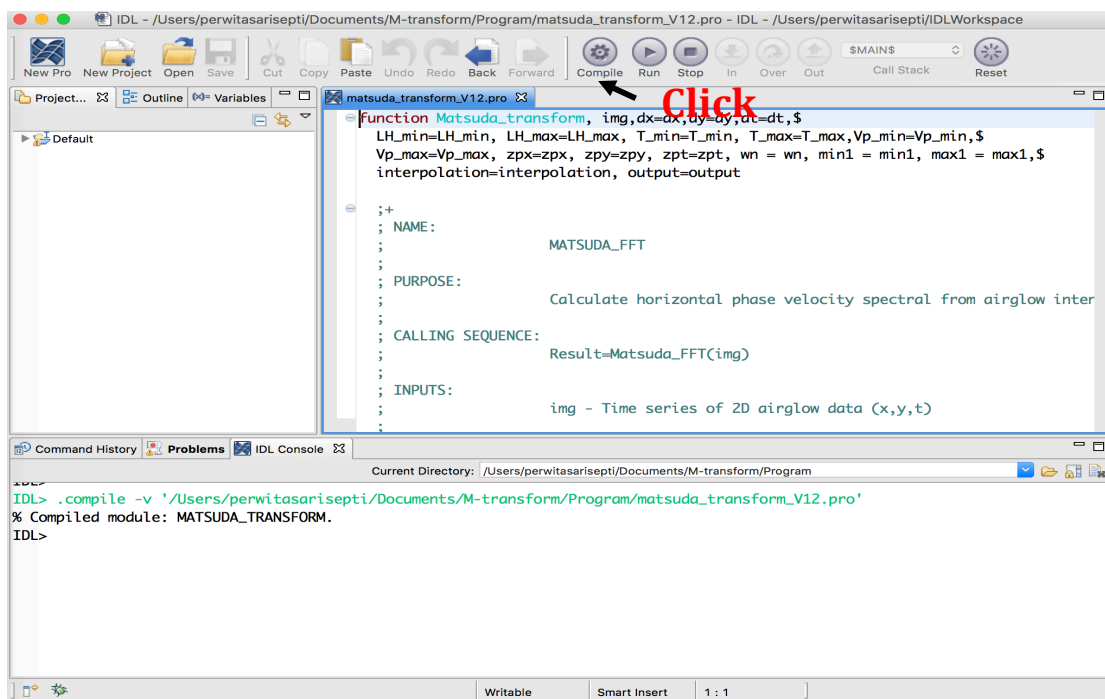 IDL - /Users/perwitasarisepti/Documents/M-transform/Program/matsuda_transform_V12.pro - IDL - /Users/perwitasarisepti/IDLWorkspace
New Pro New Project Open Save Cut Copy Paste Undo Redo Back Forward Compile Run Stop In Over Out $MAIN$ Call Stack Reset
Click
Project... Outline (x)= Variables matsuda_transform_V12.pro
Default
function Matsuda_transform, img,dx=dx,dy=dy,dt=dt,$
LH_min=LH_min, LH_max=LH_max, T_min=T_min, T_max=T_max,Vp_min=Vp_min,$
Vp_max=Vp_max, zpx=zpx, zpy=zpy, zpt=zpt, wn = wn, min1 = min1, max1 = max1,$
interpolation=interpolation, output=output
;+
; NAME:
; MATSUDA_FFT
;
; PURPOSE:
; Calculate horizontal phase velocity spectral from airglow inter
;
; CALLING SEQUENCE:
; Result=Matsuda_FFT(img)
;
; INPUTS:
; img - Time series of 2D airglow data (x,y,t)
;
Command History Problems IDL Console
Current Directory: /Users/perwitasarisepti/Documents/M-transform/Program
IDL>
IDL> .compile -v '/Users/perwitasarisepti/Documents/M-transform/Program/matsuda_transform_V12.pro'
% Compiled module: MATSUDA_TRANSFORM.
IDL>
Writable Smart Insert 1 : 1